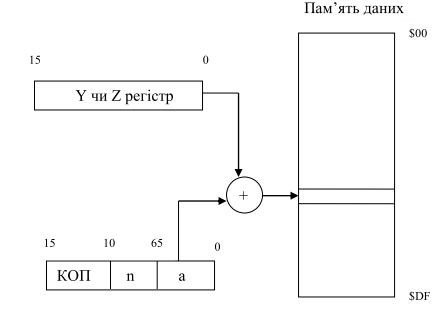 Пам’ять даних
$00
15 0
Y чи Z регістр
+
15 10 65 0
КОП n a
$DF